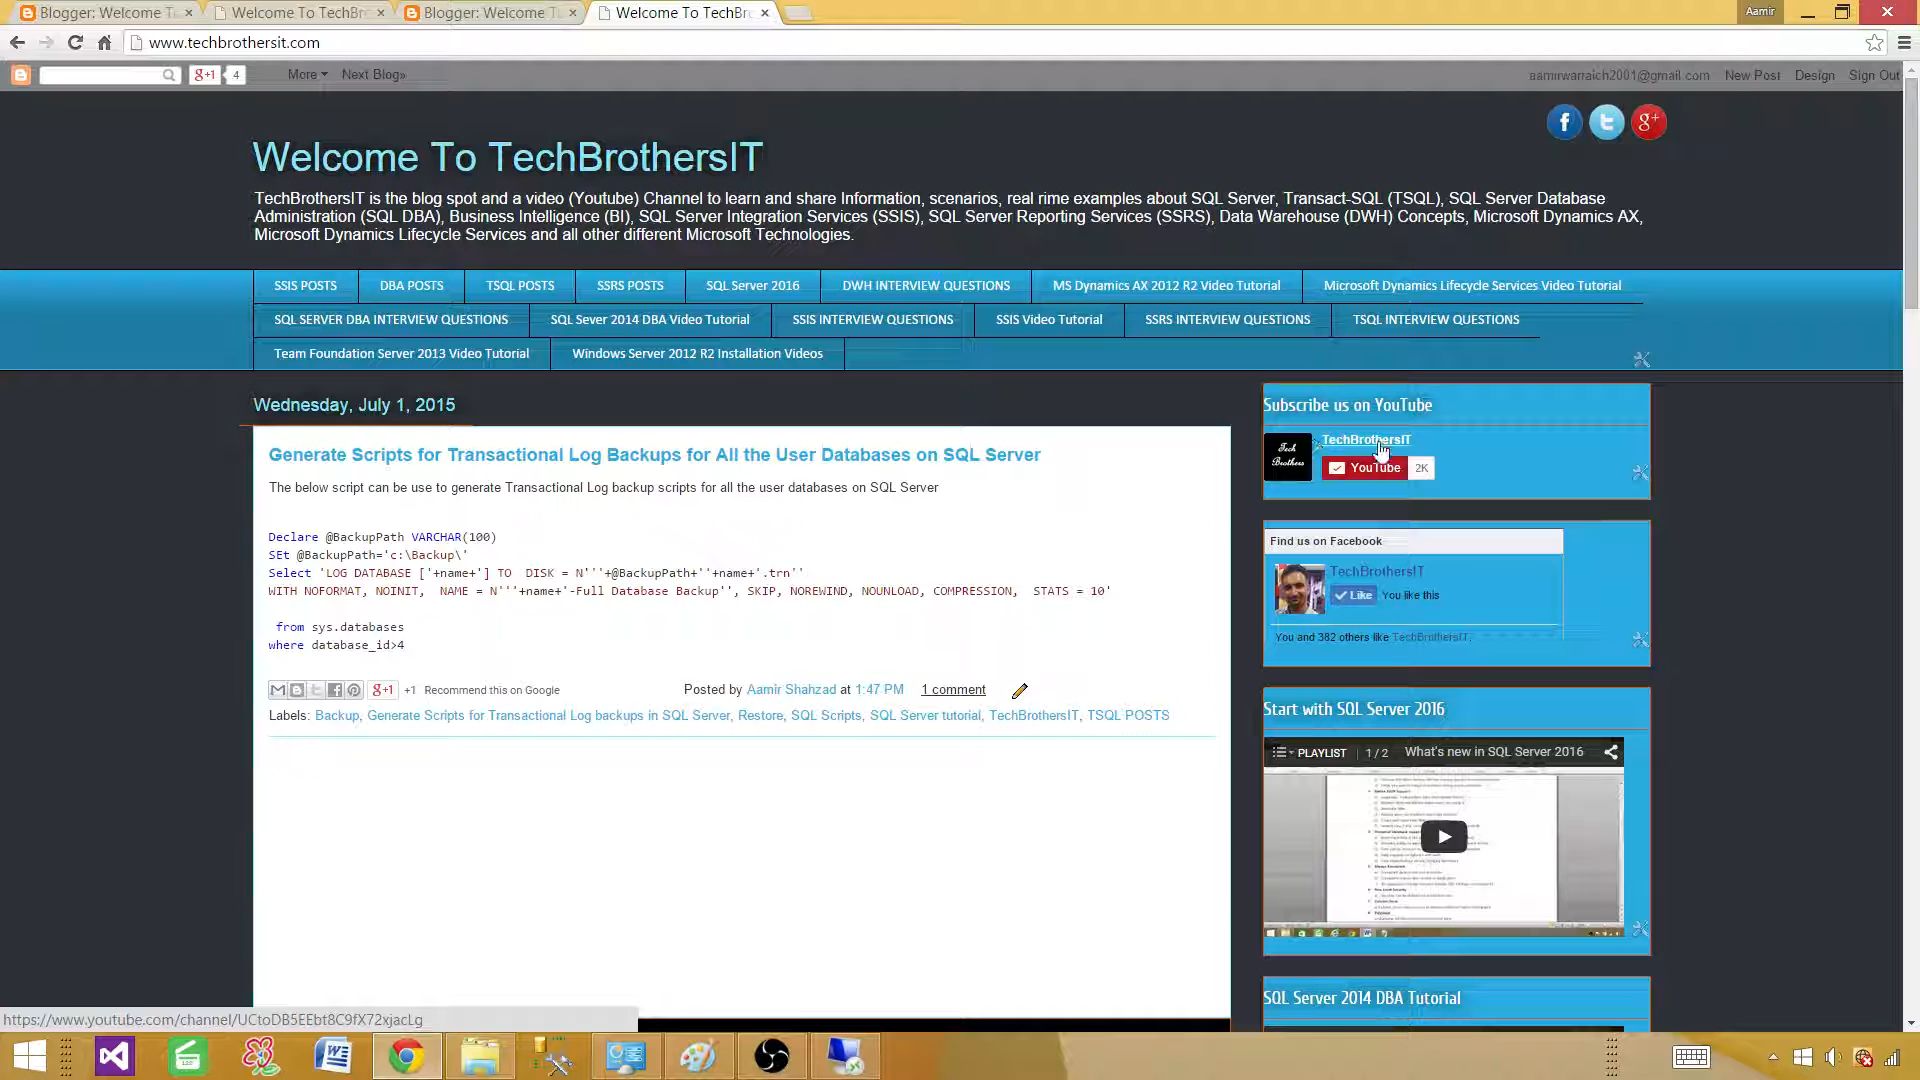 Blogger: Welcome T
Welcome To TechBr
Blogger: Welcome T
Welcome To TechBr
Aamir
www.techbrothersit.com
g+1 4
More Next Blog»
aamirwarraich2001@gmail.com New Post Design Sign Out
Welcome To TechBrothersIT
TechBrothersIT is the blog spot and a video (Youtube) Channel to learn and share Information, scenarios, real rime examples about SQL Server, Transact-SQL (TSQL), SQL Server Database
Administration (SQL DBA), Business Intelligence (BI), SQL Server Integration Services (SSIS), SQL Server Reporting Services (SSRS), Data Warehouse (DWH) Concepts, Microsoft Dynamics AX,
Microsoft Dynamics Lifecycle Services and all other different Microsoft Technologies.
SSIS POSTS DBA POSTS TSQL POSTS SSRS POSTS SQL Server 2016 DWH INTERVIEW QUESTIONS MS Dynamics AX 2012 R2 Video Tutorial Microsoft Dynamics Lifecycle Services Video Tutorial
SQL SERVER DBA INTERVIEW QUESTIONS SQL Sever 2014 DBA Video Tutorial SSIS INTERVIEW QUESTIONS SSIS Video Tutorial SSRS INTERVIEW QUESTIONS TSQL INTERVIEW QUESTIONS
Team Foundation Server 2013 Video Tutorial Windows Server 2012 R2 Installation Videos
Wednesday, July 1, 2015
Generate Scripts for Transactional Log Backups for All the User Databases on SQL Server
The below script can be use to generate Transactional Log backup scripts for all the user databases on SQL Server
Declare @BackupPath VARCHAR(100)
SEt @BackupPath='c:\Backup\'
Select 'LOG DATABASE ['+name+'] TO  DISK = N'''+@BackupPath+''+name+'.trn''
WITH NOFORMAT, NOINIT,  NAME = N'''+name+'-Full Database Backup'', SKIP, NOREWIND, NOUNLOAD, COMPRESSION,  STATS = 10'
from sys.databases
where database_id>4
g+1 +1 Recommend this on Google
Posted by Aamir Shahzad at 1:47 PM 1 comment
Labels: Backup, Generate Scripts for Transactional Log backups in SQL Server, Restore, SQL Scripts, SQL Server tutorial, TechBrothersIT, TSQL POSTS
Subscribe us on YouTube
Tech
Brothers
TechBrothersIT
YouTube 2K
Find us on Facebook
TechBrothersIT
Like You like this
You and 382 others like TechBrothersIT.
Start with SQL Server 2016
PLAYLIST 1 / 2 What's new in SQL Server 2016
SQL Server 2014 DBA Tutorial
https://www.youtube.com/channel/UCtoDB5EEbt8C9fX72xjacLg